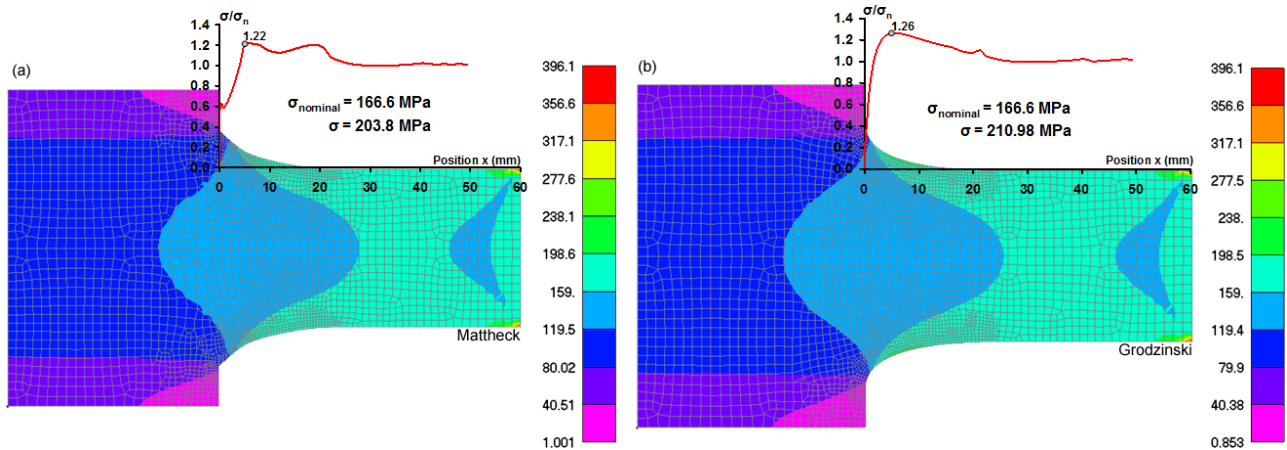 (a)
σ/σn
1.4
1.2
1.0
0.8
0.6
0.4
0.2
0.0
1.22
σnominal = 166.6 MPa
σ = 203.8 MPa
Position x (mm)
0 10 20 30 40 50 60
Mattheck
396.1
356.6
317.1
277.6
238.1
198.6
159.
119.5
80.02
40.51
1.001
(b)
σ/σn
1.4
1.2
1.0
0.8
0.6
0.4
0.2
0.0
1.26
σnominal = 166.6 MPa
σ = 210.98 MPa
Position x (mm)
0 10 20 30 40 50 60
Grodzinski
396.1
356.6
317.1
277.5
238.
198.5
159.
119.4
79.9
40.38
0.853